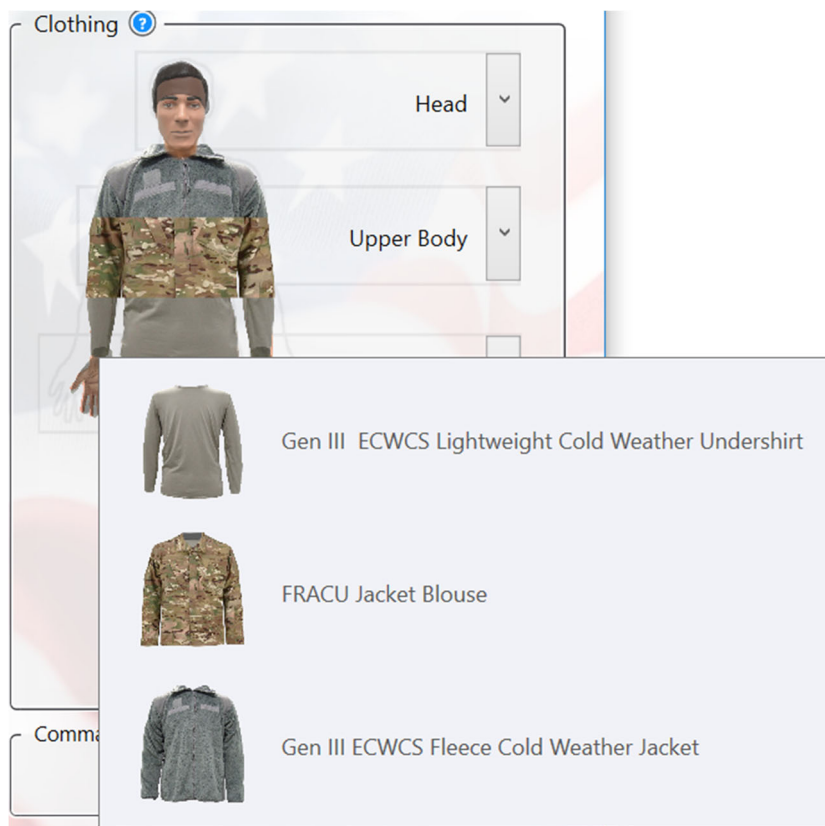 Clothing ?
Head
Upper Body
Gen III  ECWCS Lightweight Cold Weather Undershirt
FRACU Jacket Blouse
Gen III ECWCS Fleece Cold Weather Jacket
Comma